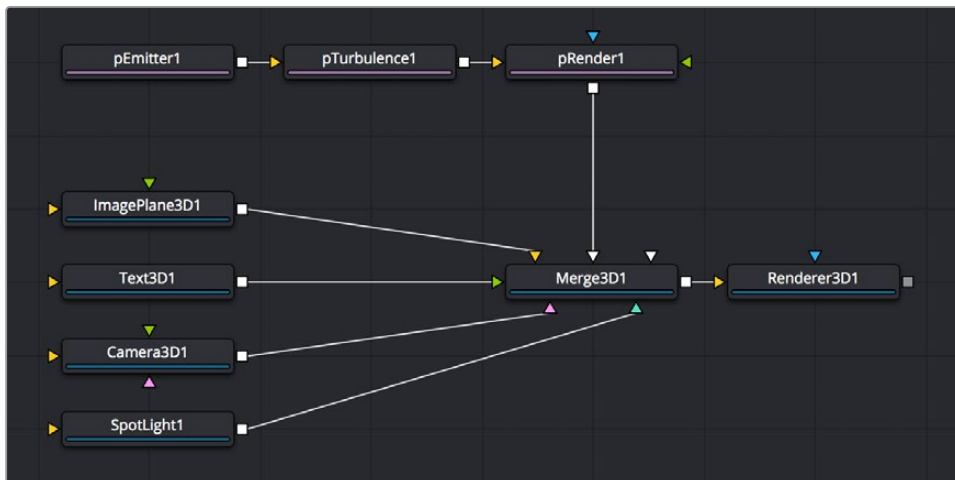 pEmitter1
pTurbulence1
pRender1
ImagePlane3D1
Text3D1
Merge3D1
Renderer3D1
Camera3D1
SpotLight1